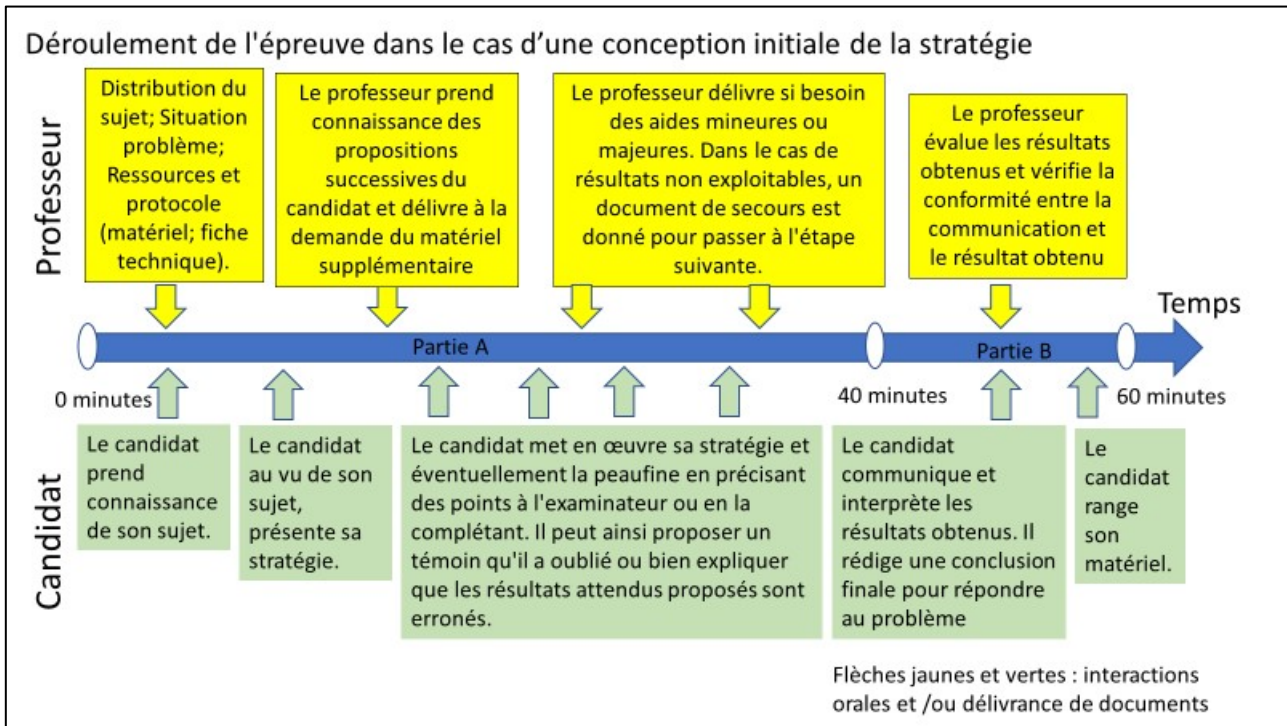 Déroulement de l'épreuve dans le cas d’une conception initiale de la stratégie
Professeur
Distribution du
sujet; Situation
problème;
Ressources et
protocole
(matériel; fiche
technique).
Le professeur prend
connaissance des
propositions
successives du
candidat et délivre à la
demande du matériel
supplémentaire
Le professeur délivre si besoin
des aides mineures ou
majeures. Dans le cas de
résultats non exploitables, un
document de secours est
donné pour passer à l'étape
suivante.
Le professeur
évalue les résultats
obtenus et vérifie la
conformité entre la
communication et
le résultat obtenu
Temps
Partie A
Partie B
0 minutes
40 minutes
60 minutes
Candidat
Le candidat
prend
connaissance
de son sujet.
Le candidat
au vu de son
sujet,
présente sa
stratégie.
Le candidat met en œuvre sa stratégie et
éventuellement la peaufine en précisant
des points à l'examinateur ou en la
complétant. Il peut ainsi proposer un
témoin qu'il a oublié ou bien expliquer
que les résultats attendus proposés sont
erronés.
Le candidat
communique et
interprète les
résultats obtenus. Il
rédige une conclusion
finale pour répondre
au problème
Le
candidat
range
son
matériel.
Flèches jaunes et vertes : interactions
orales et /ou délivrance de documents